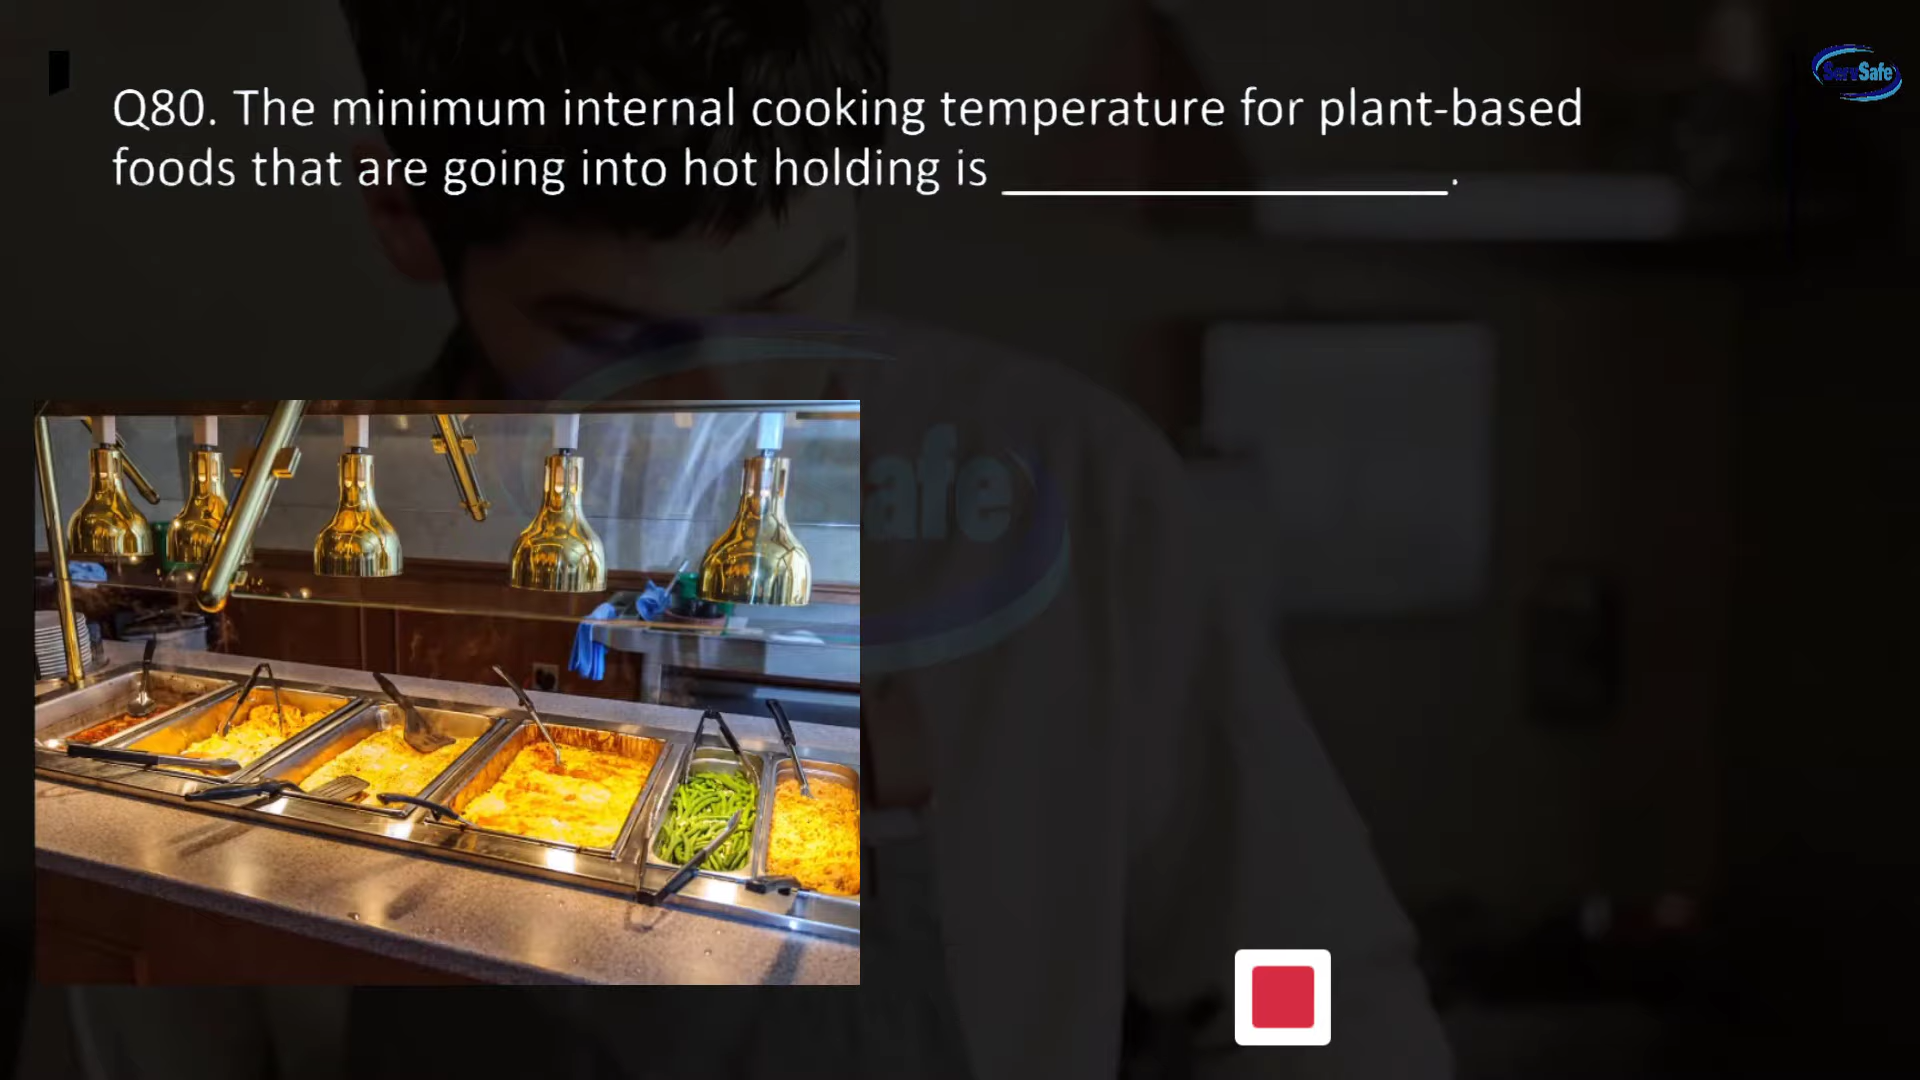 Q80. The minimum internal cooking temperature for plant-based
foods that are going into hot holding is ________________.
ServSafe
afe